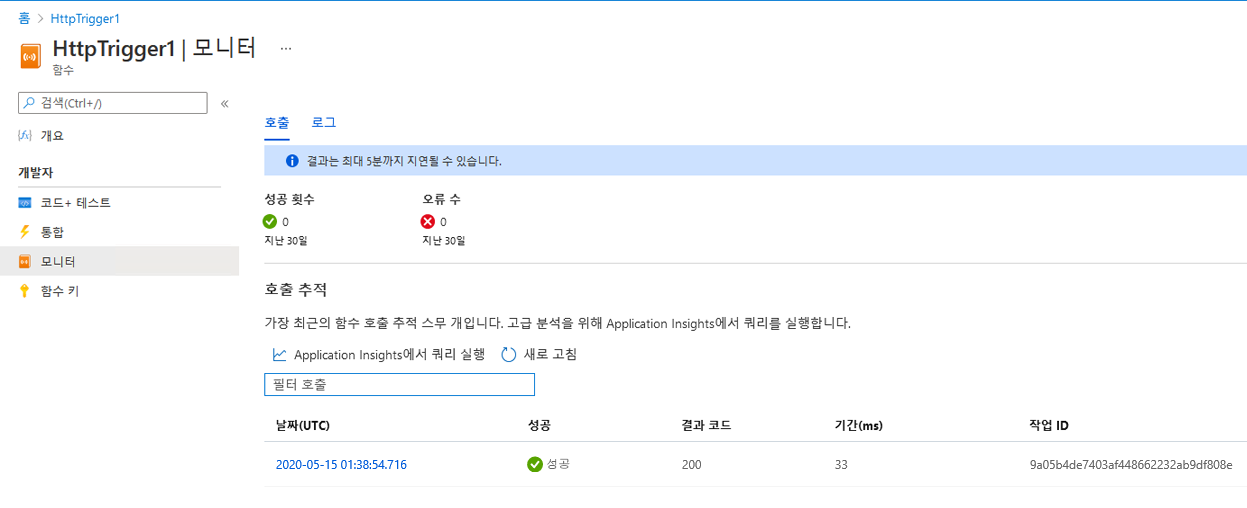 홈 > HttpTrigger1
HttpTrigger1 | 모니터 ...
함수
검색(Ctrl+/) «
개요
개발자
코드+ 테스트
통합
모니터
함수 키
호출 로그
결과는 최대 5분까지 지연될 수 있습니다.
성공 횟수 오류 수
0 0
지난 30일 지난 30일
호출 추적
가장 최근의 함수 호출 추적 스무 개입니다. 고급 분석을 위해 Application Insights에서 쿼리를 실행합니다.
Application Insights에서 쿼리 실행 새로 고침
필터 호출
날짜(UTC) 성공 결과 코드 기간(ms) 작업 ID
2020-05-15 01:38:54.716 성공 200 33 9a05b4de7403af448662232ab9df808e